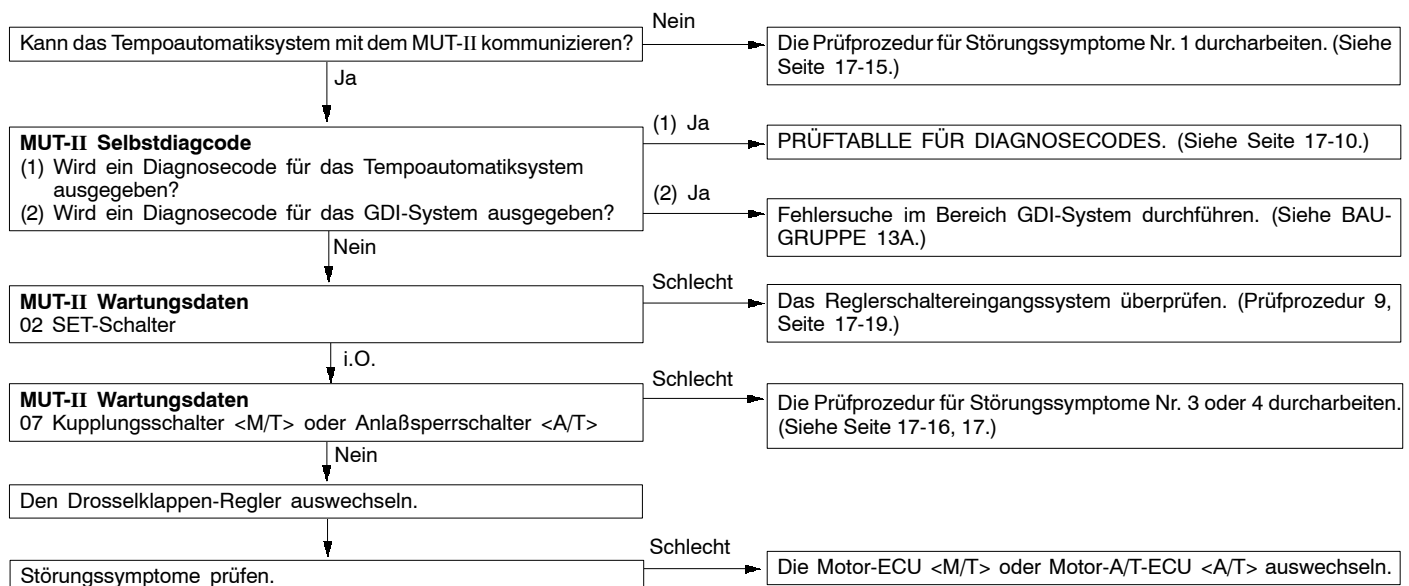 Kann das Tempoautomatiksystem mit dem MUT-II kommunizieren?
Nein
Die Prüfprozedur für Störungssymptome Nr. 1 durcharbeiten. (Siehe
Seite 17-15.)
Ja
MUT-II Selbstdiagcode
(1) Wird ein Diagnosecode für das Tempoautomatiksystem
ausgegeben?
(2) Wird ein Diagnosecode für das GDI-System ausgegeben?
(1) Ja
PRÜFTABLLE FÜR DIAGNOSECODES. (Siehe Seite 17-10.)
(2) Ja
Fehlersuche im Bereich GDI-System durchführen. (Siehe BAU-
GRUPPE 13A.)
Nein
MUT-II Wartungsdaten
02 SET-Schalter
Schlecht
Das Reglerschaltereingangssystem überprüfen. (Prüfprozedur 9,
Seite 17-19.)
i.O.
MUT-II Wartungsdaten
07 Kupplungsschalter <M/T> oder Anlaßsperrschalter <A/T>
Schlecht
Die Prüfprozedur für Störungssymptome Nr. 3 oder 4 durcharbeiten.
(Siehe Seite 17-16, 17.)
Nein
Den Drosselklappen-Regler auswechseln.
Störungssymptome prüfen.
Schlecht
Die Motor-ECU <M/T> oder Motor-A/T-ECU <A/T> auswechseln.